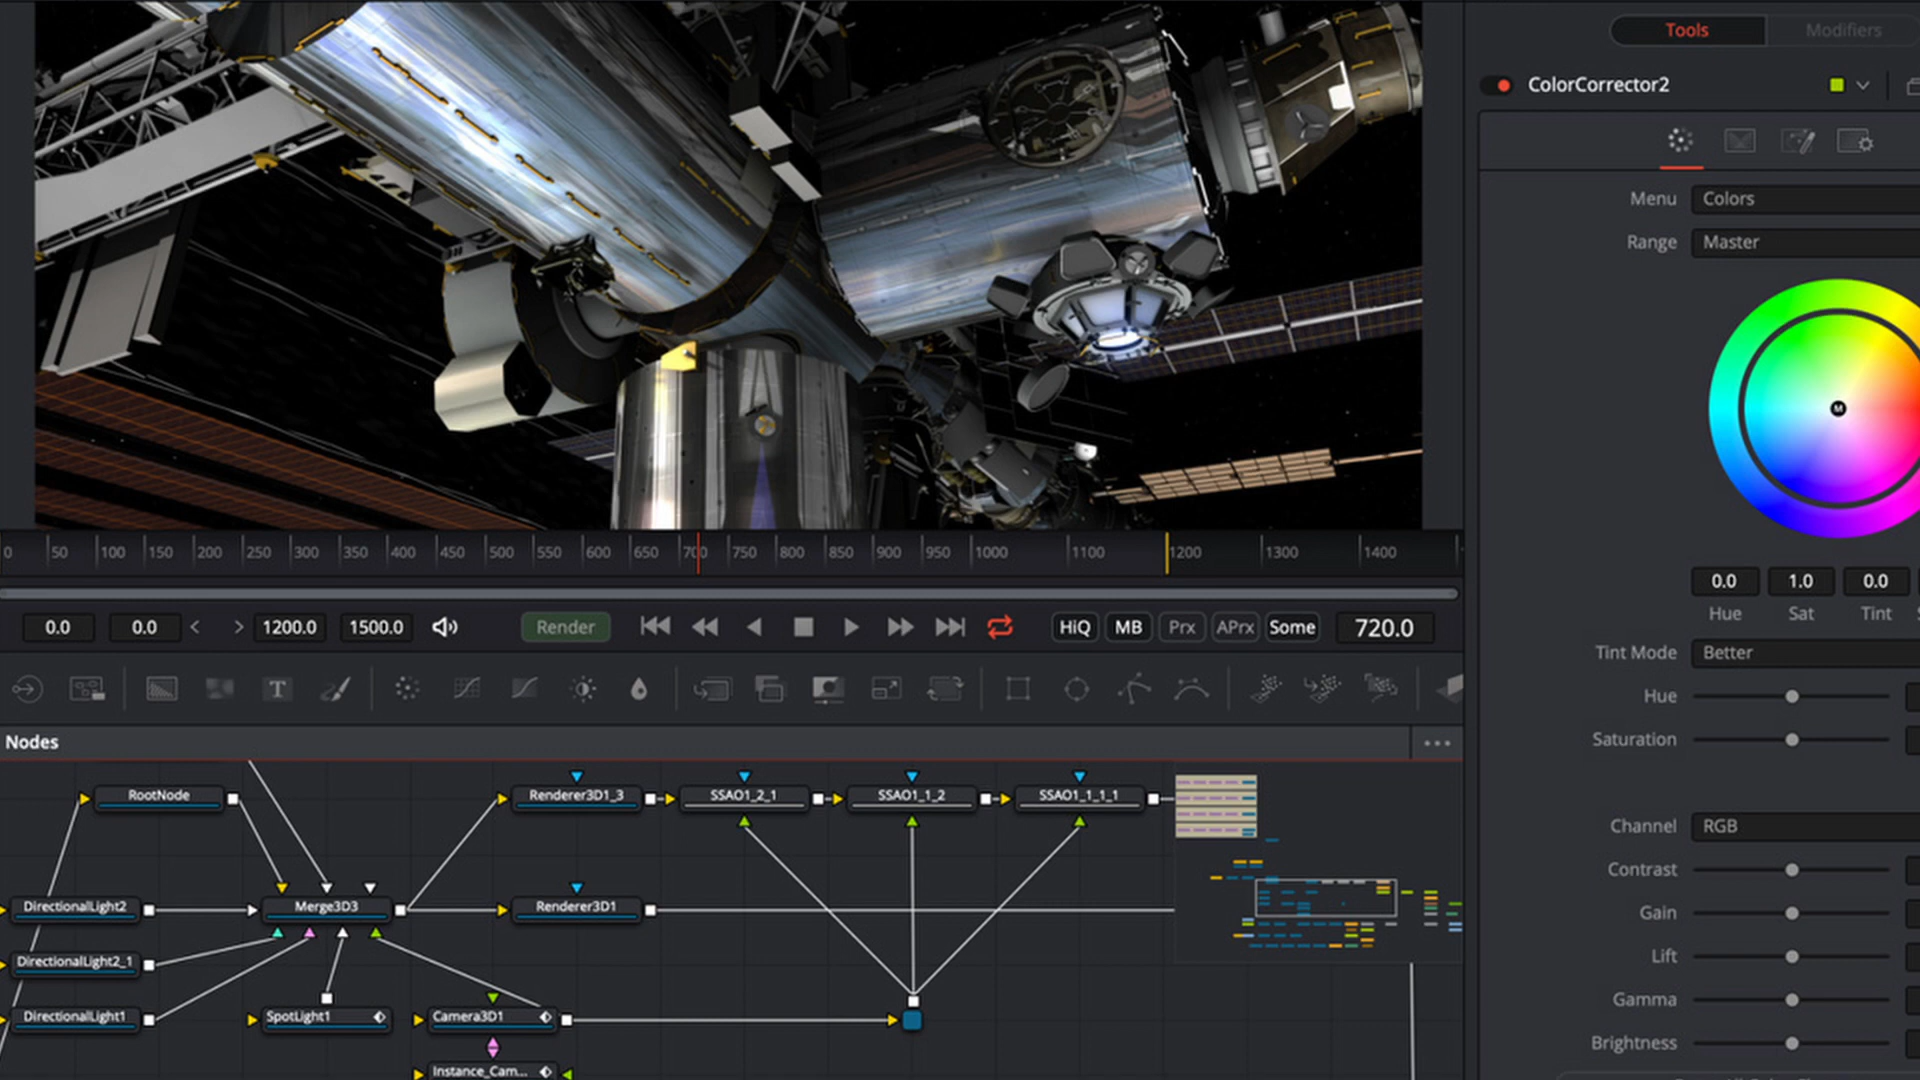 Tools Modifiers
ColorCorrector2
Menu Colors
Range Master
0.0 1.0 0.0
Hue Sat Tint
Tint Mode Better
Hue
Saturation
Channel RGB
Contrast
Gain
Lift
Gamma
Brightness
0 50 100 150 200 250 300 350 400 450 500 550 600 650 700 750 800 850 900 950 1000 1100 1200 1300 1400
0.0 0.0 < > 1200.0 1500.0 Render HiQ MB Prx APrx Some 720.0
T
Nodes
RootNode Renderer3D1_3 SSAO1_2_1 SSAO1_1_2 SSAO1_1_1_1
DirectionalLight2 Merge3D3 Renderer3D1
DirectionalLight2_1
DirectionalLight1 SpotLight1 Camera3D1
Instance_Cam...